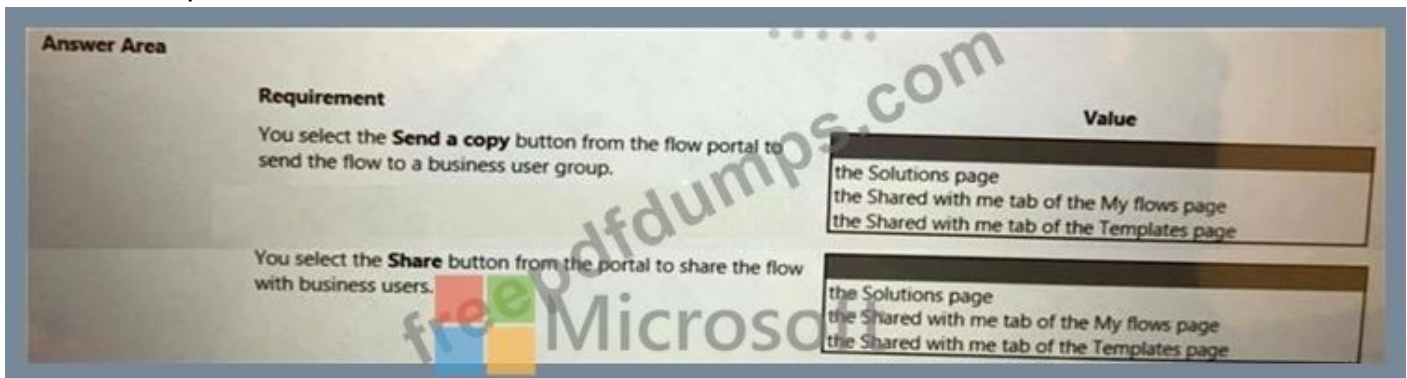 Answer Area
Requirement
Value
You select the Send a copy button from the flow portal to
send the flow to a business user group.
the Solutions page
the Shared with me tab of the My flows page
the Shared with me tab of the Templates page
You select the Share button from the portal to share the flow
with business users.
the Solutions page
the Shared with me tab of the My flows page
the Shared with me tab of the Templates page
freepdfdumps.com
Microsoft